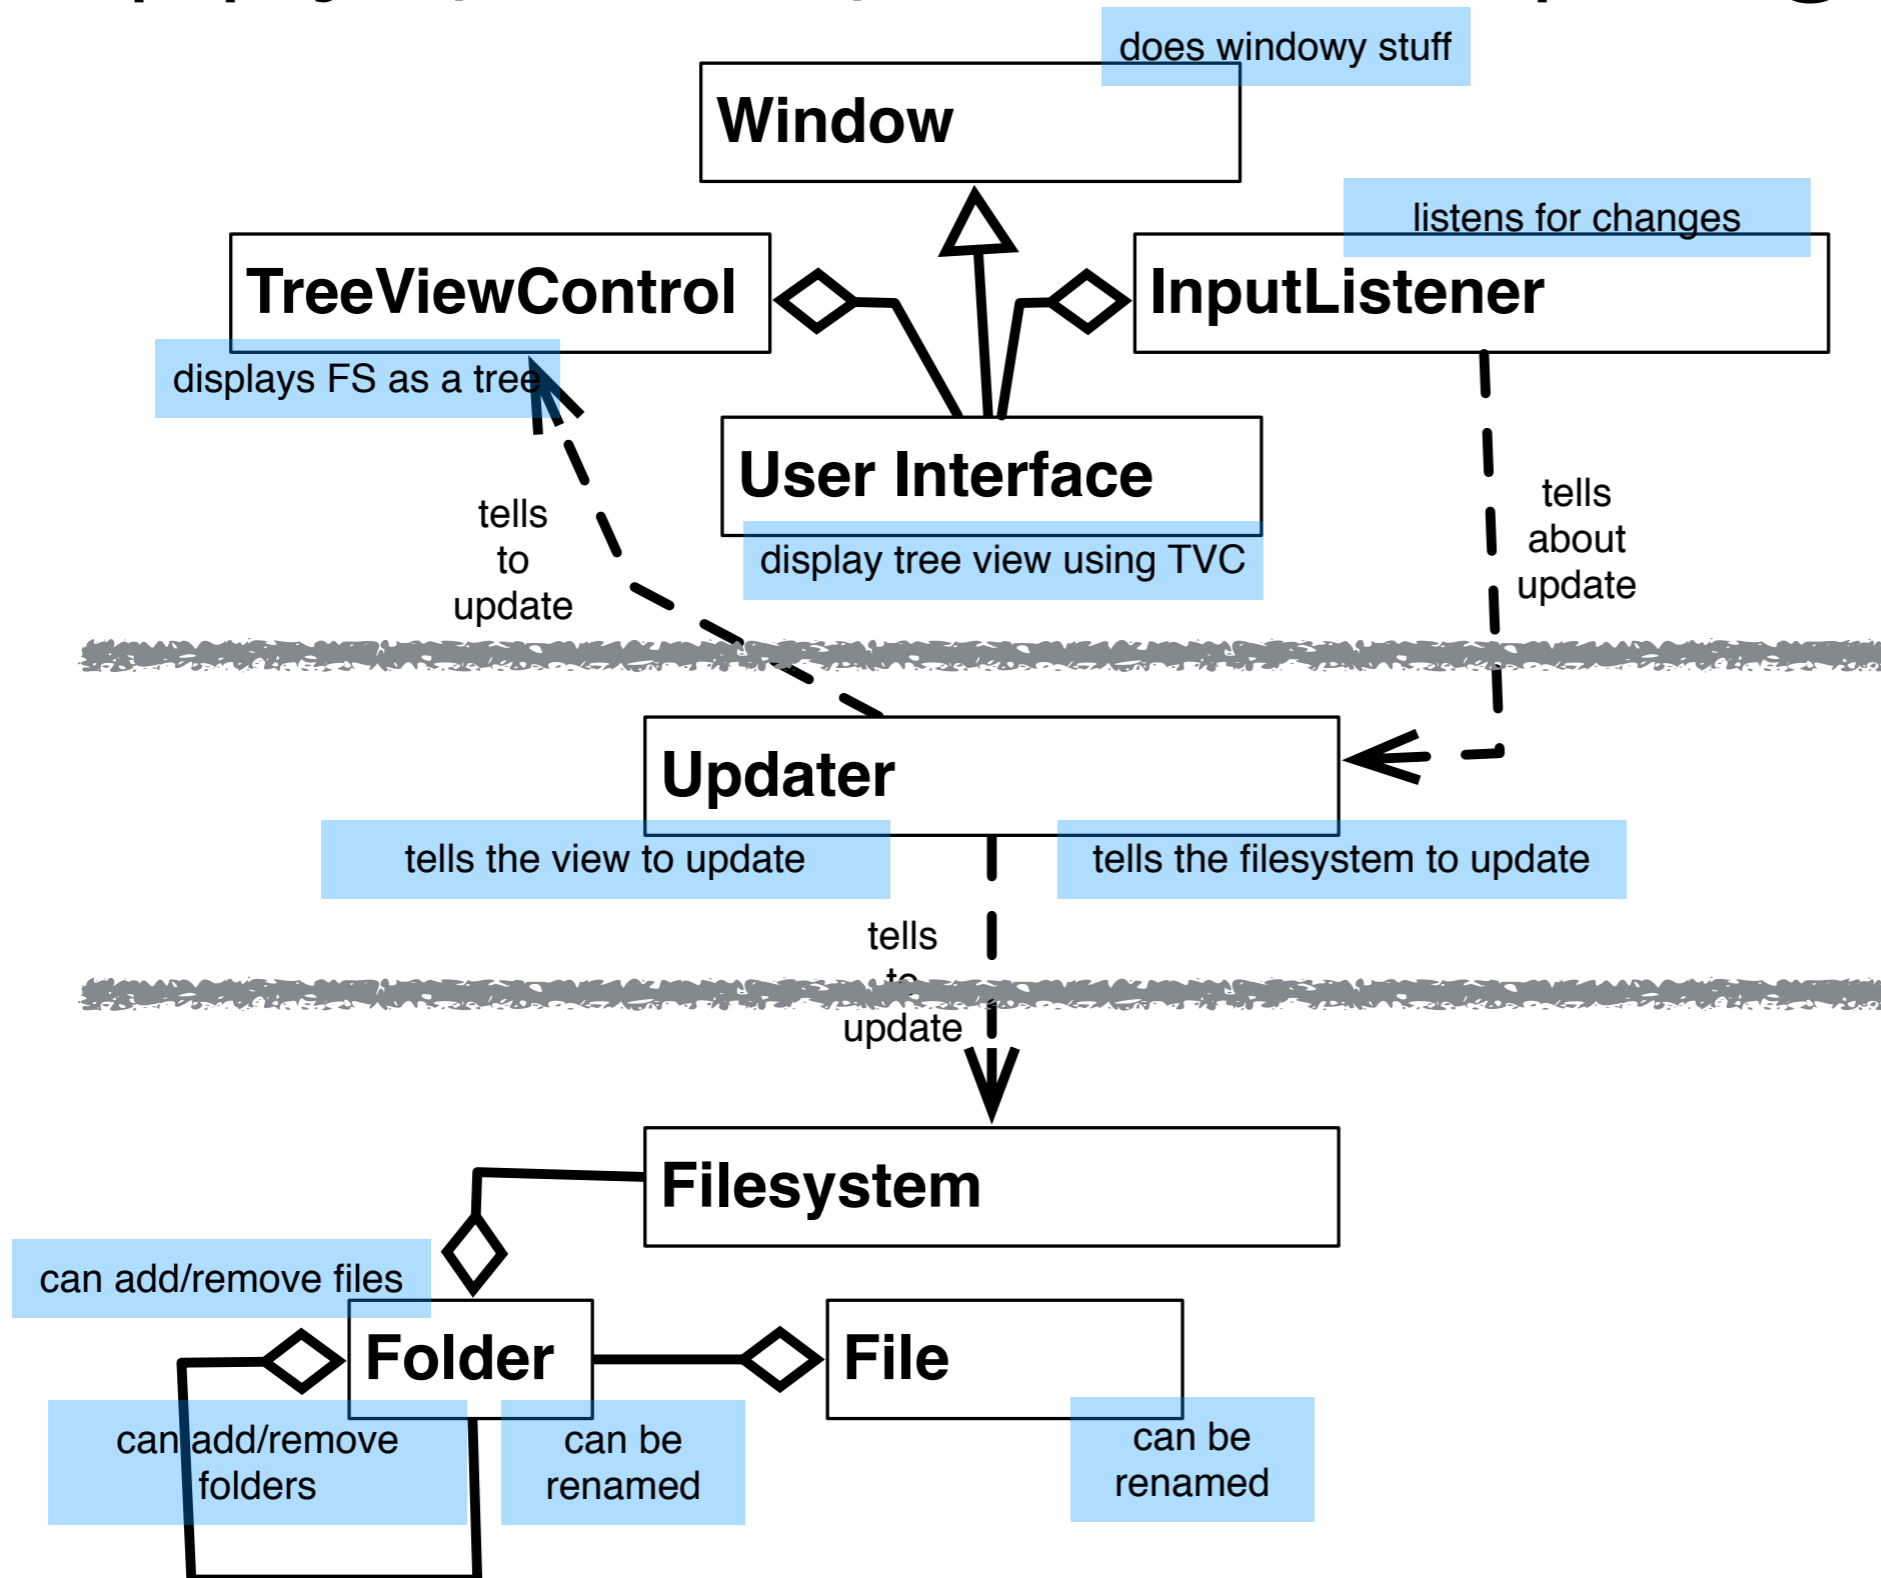 does windowy stuff
Window
listens for changes
TreeViewControl
InputListener
displays FS as a tree
User Interface
display tree view using TVC
tells
to
update
tells
about
update
Updater
tells the view to update
tells the filesystem to update
tells
to
update
Filesystem
can add/remove files
Folder
File
can add/remove
folders
can be
renamed
can be
renamed